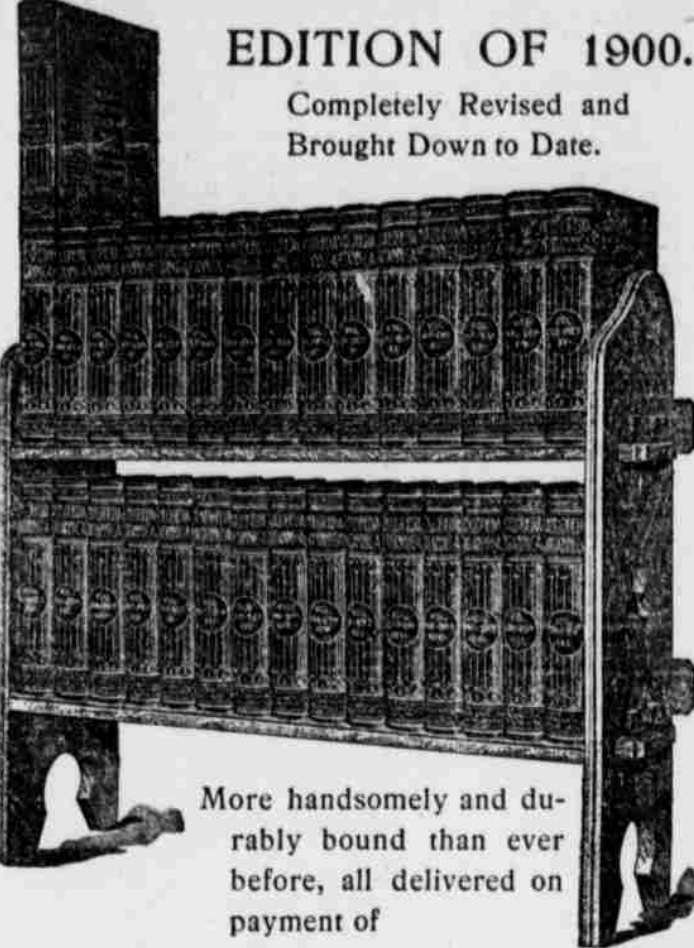 EDITION OF 1900.
Completely Revised and
Brought Down to Date.
More handsomely and du-
rably bound than ever
before, all delivered on
payment of